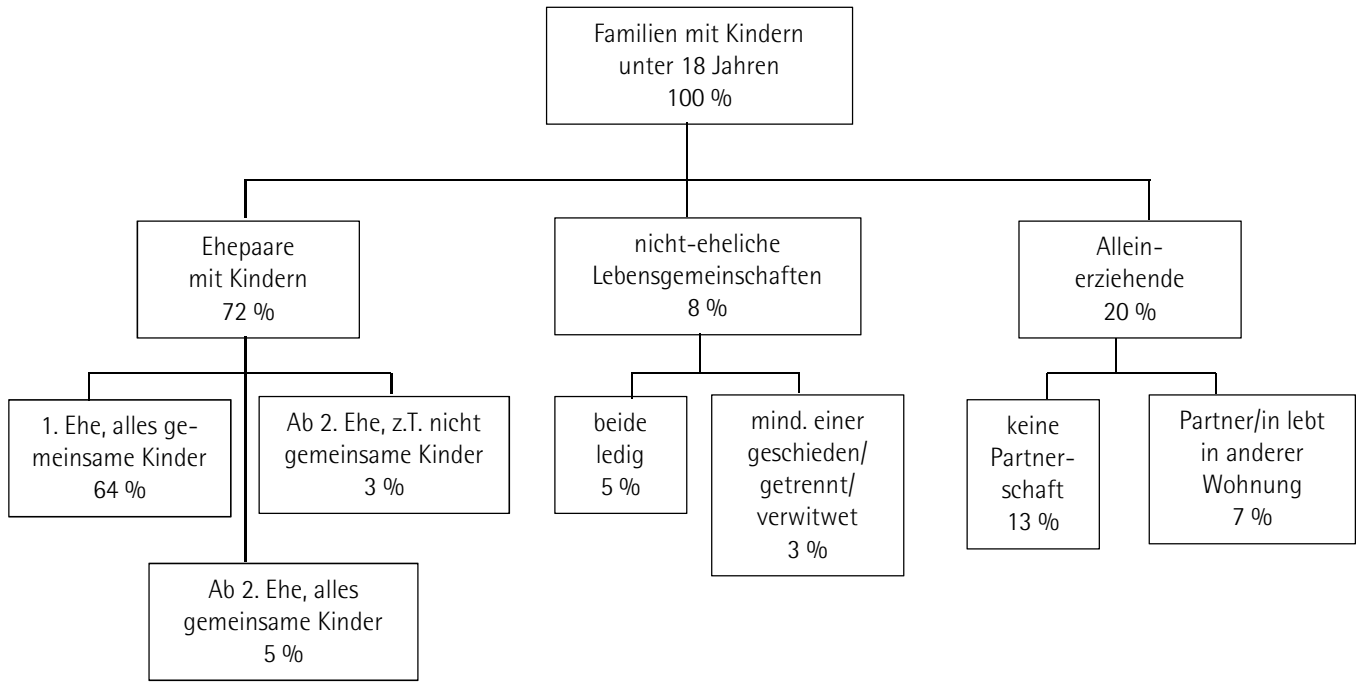 Familien mit Kindern
unter 18 Jahren
100 %
Ehepaare
mit Kindern
72 %
nicht-eheliche
Lebensgemeinschaften
8 %
Allein-
erziehende
20 %
1. Ehe, alles ge-
meinsame Kinder
64 %
Ab 2. Ehe, z.T. nicht
gemeinsame Kinder
3 %
beide
ledig
5 %
mind. einer
geschieden/
getrennt/
verwitwet
3 %
keine
Partner-
schaft
13 %
Partner/in lebt
in anderer
Wohnung
7 %
Ab 2. Ehe, alles
gemeinsame Kinder
5 %